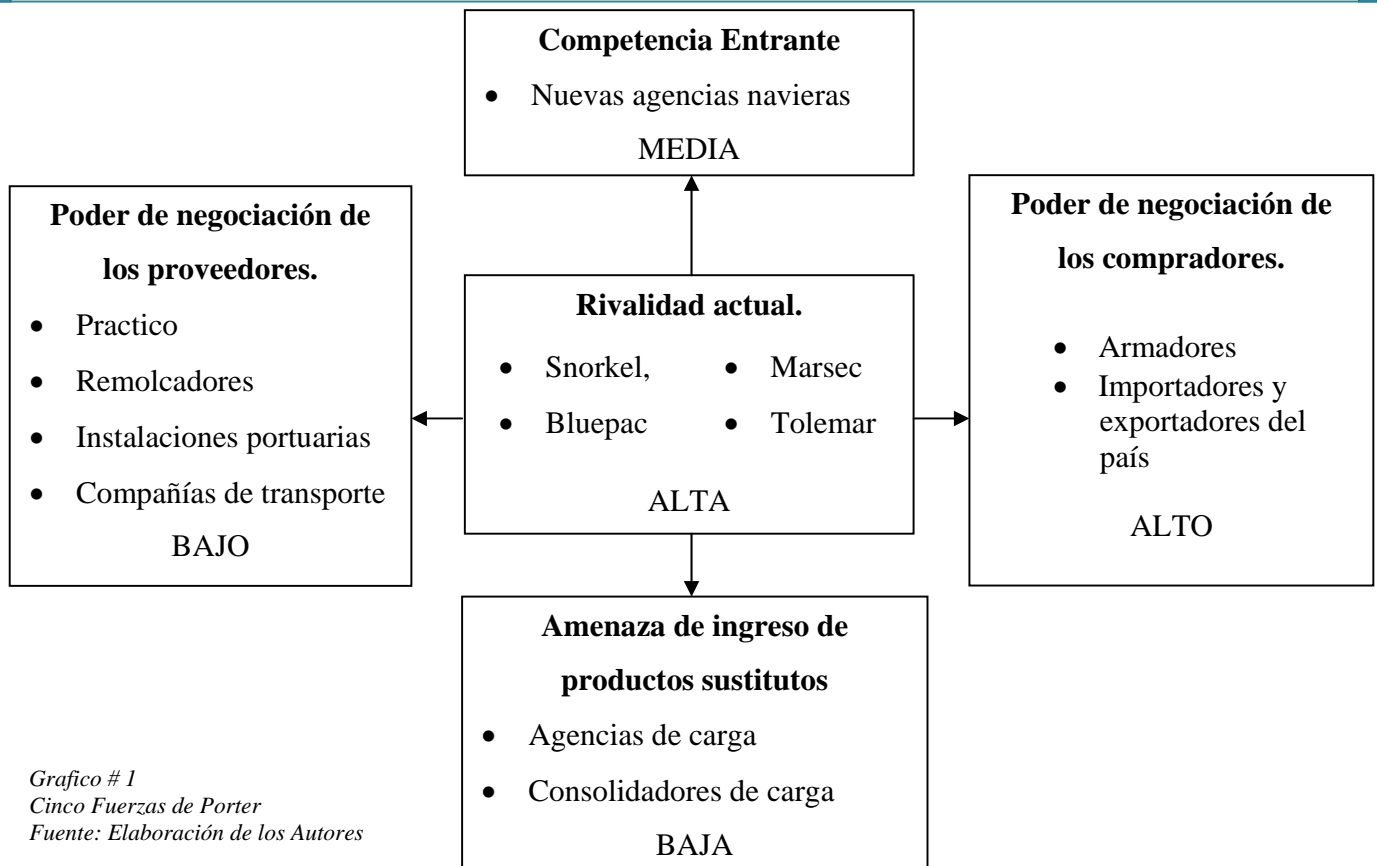 Competencia Entrante
• Nuevas agencias navieras
MEDIA
Poder de negociación de
los proveedores.
• Practico
• Remolcadores
• Instalaciones portuarias
• Compañías de transporte
BAJO
Rivalidad actual.
• Snorkel,
• Bluepac
• Marsec
• Tolemar
ALTA
Poder de negociación de
los compradores.
• Armadores
• Importadores y
exportadores del
país
ALTO
Amenaza de ingreso de
productos sustitutos
• Agencias de carga
• Consolidadores de carga
BAJA
Grafico # 1
Cinco Fuerzas de Porter
Fuente: Elaboración de los Autores